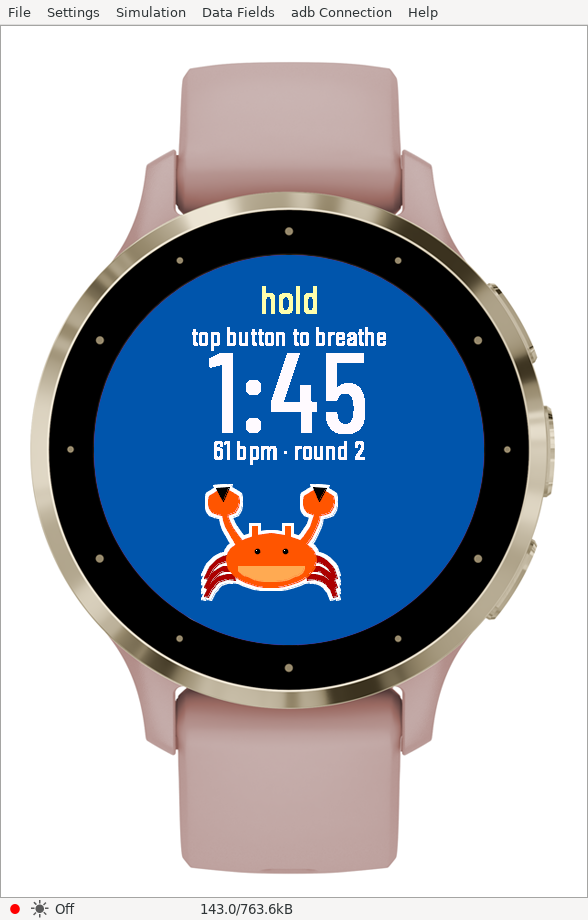 File Settings Simulation Data Fields adb Connection Help
hold
top button to breathe
1:45
61 bpm · round 2
Off 143.0/763.6kB